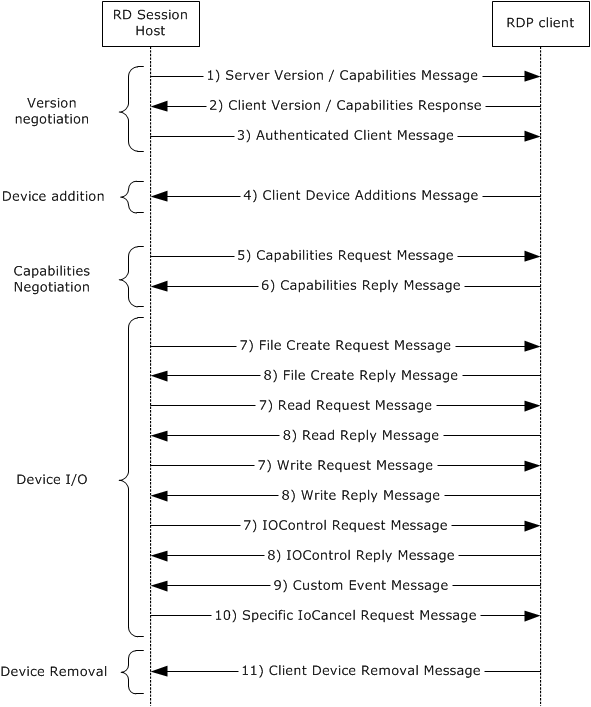 RD Session
Host
RDP client
1) Server Version / Capabilities Message
Version
negotiation
2) Client Version / Capabilities Response
3) Authenticated Client Message
Device addition
4) Client Device Additions Message
5) Capabilities Request Message
Capabilities
Negotiation
6) Capabilities Reply Message
7) File Create Request Message
8) File Create Reply Message
7) Read Request Message
8) Read Reply Message
7) Write Request Message
Device I/O
8) Write Reply Message
7) IOControl Request Message
8) IOControl Reply Message
9) Custom Event Message
10) Specific IoCancel Request Message
Device Removal
11) Client Device Removal Message